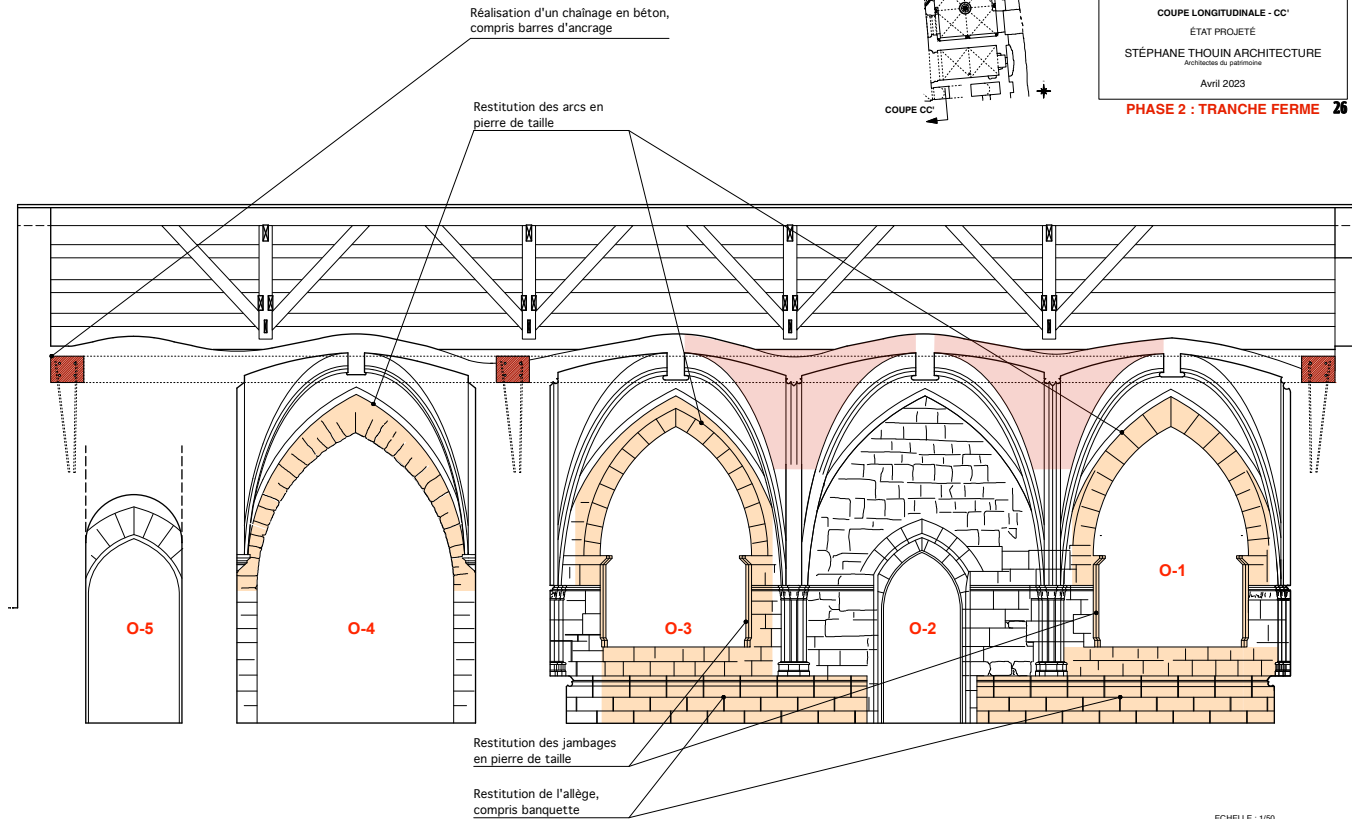 Réalisation d'un chaînage en béton,
compris barres d'ancrage
COUPE LONGITUDINALE - CC'
ÉTAT PROJETÉ
STÉPHANE THOUIN ARCHITECTURE
Architectes du patrimoine
Avril 2023
PHASE 2 : TRANCHE FERME 26
COUPE CC'
Restitution des arcs en
pierre de taille
O-5
O-4
O-3
O-2
O-1
Restitution des jambages
en pierre de taille
Restitution de l'allège,
compris banquette
ECHELLE : 1/50